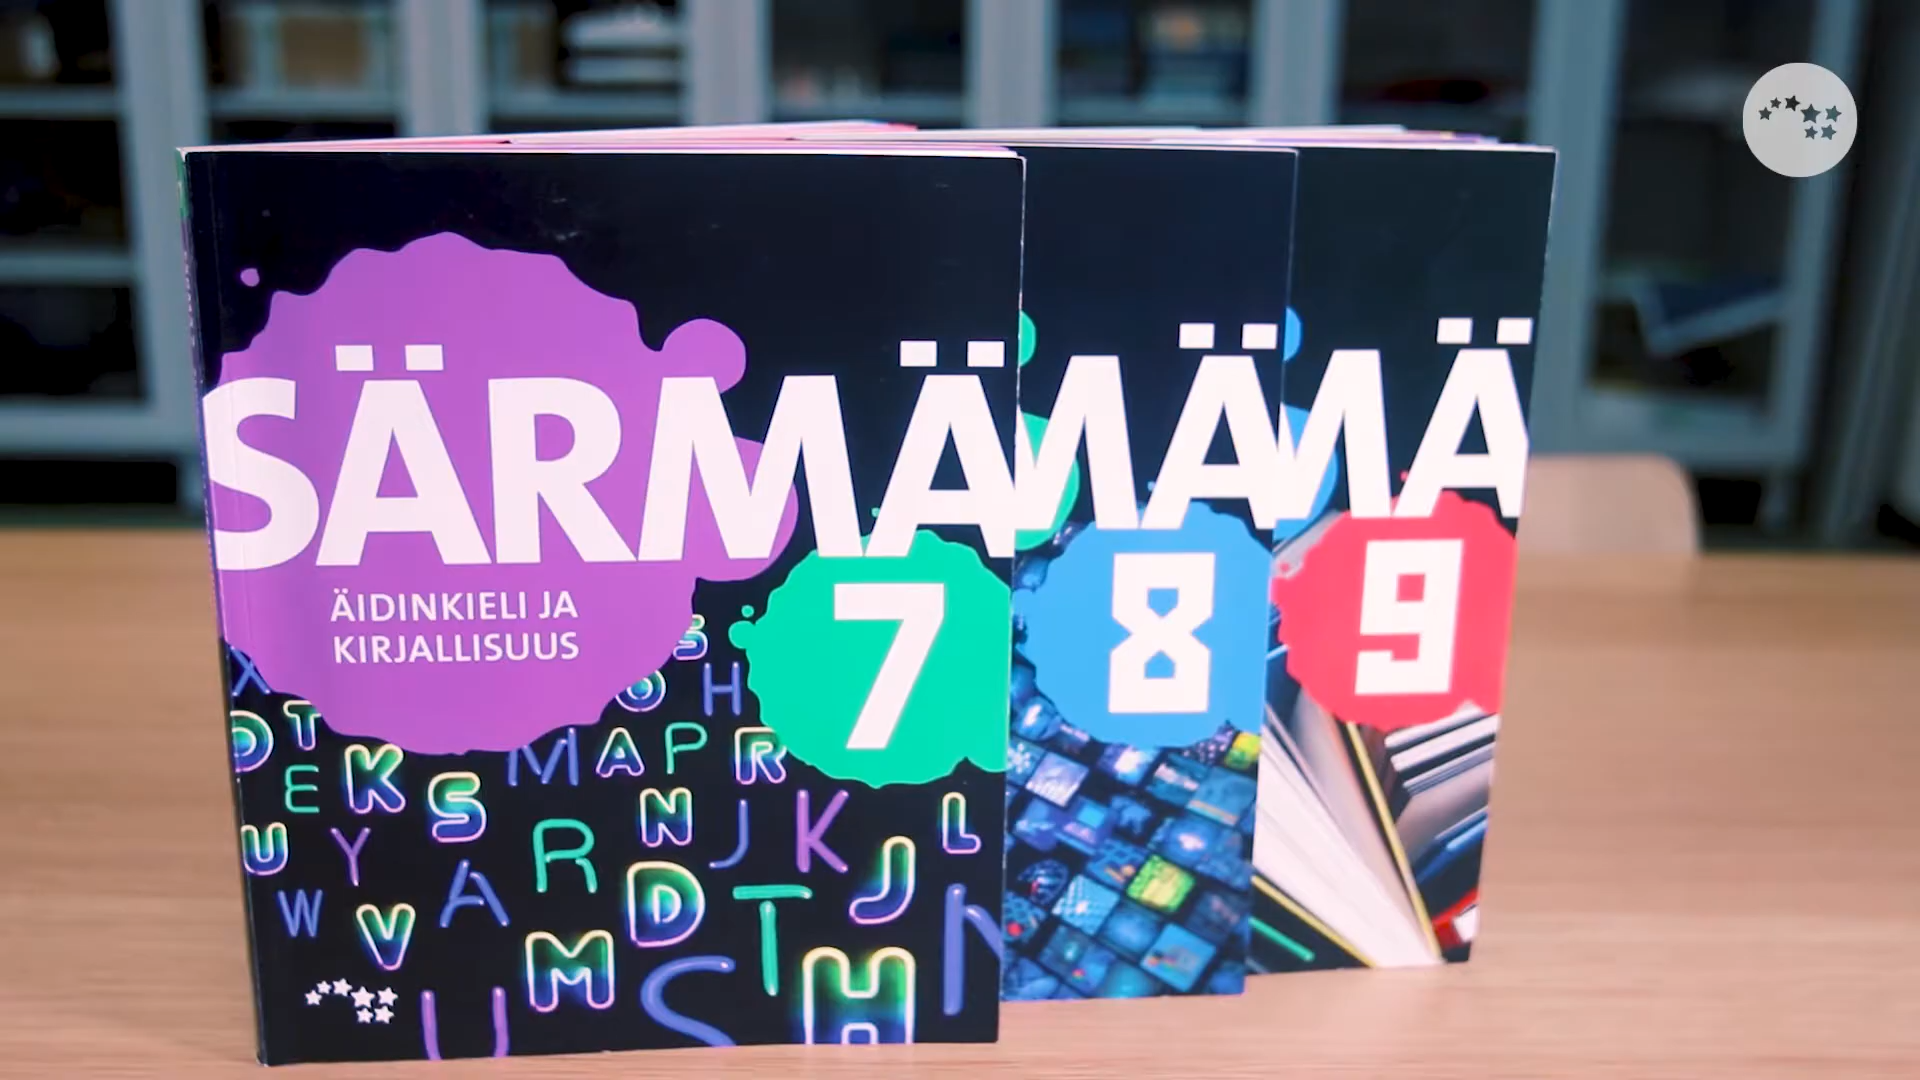 SÄRMÄ
ÄIDINKIELI JA
KIRJALLISUUS
7
MÄ
8
MÄ
9
S
X O H
O T M A P R
E K S
N J K L
U Y R
W A D T J
V M S H N
U